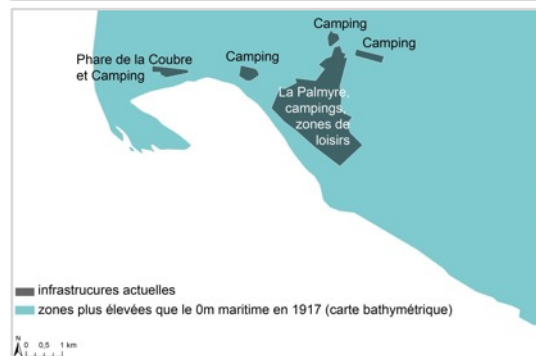 Camping
Camping
Camping
Phare de la Coubre
et Camping
La Palmyre,
campings,
zones de
loisirs
infrastrucures actuelles
zones plus élevées que le 0m maritime en 1917 (carte bathymétrique)
N
0 0,5 1 km